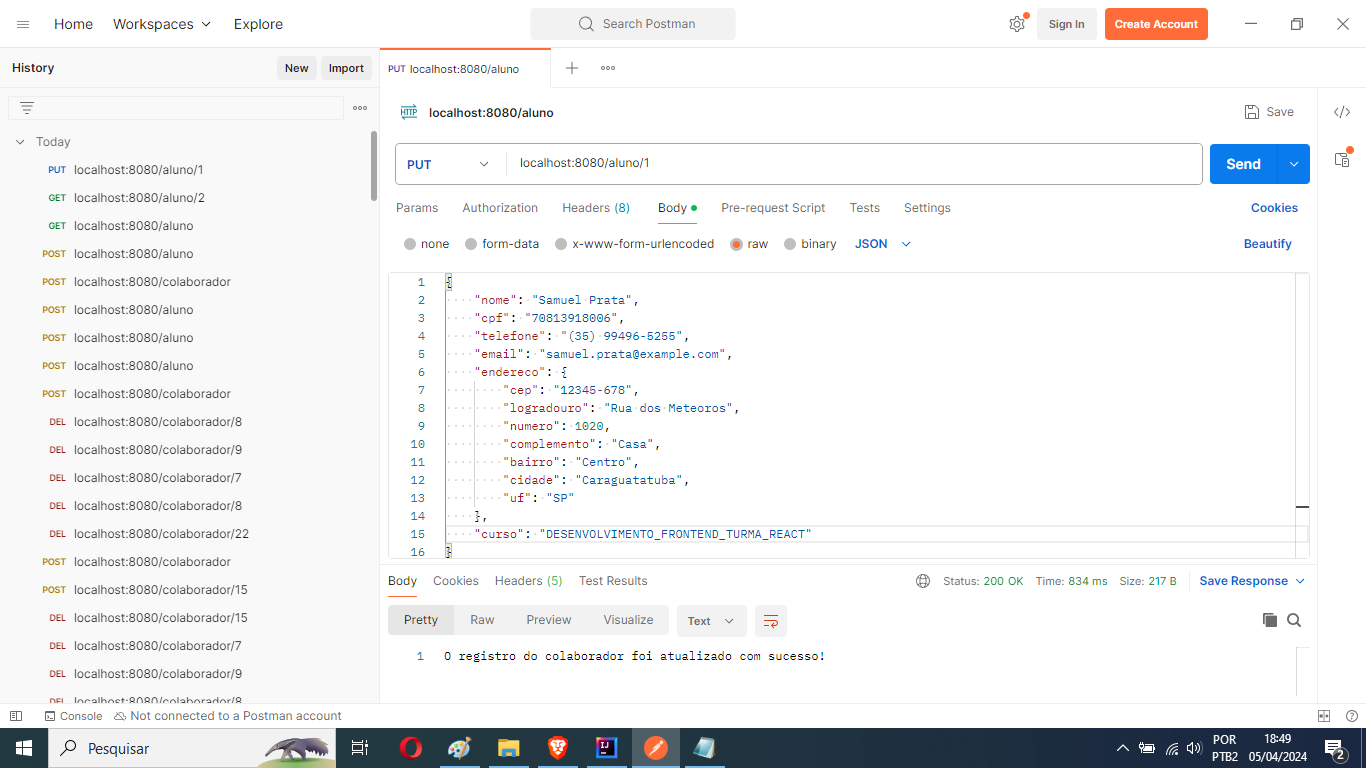 Home Workspaces Explore Search Postman Sign In Create Account
History New Import
PUT localhost:8080/aluno
HTTP localhost:8080/aluno Save
Today
PUT localhost:8080/aluno/1
GET localhost:8080/aluno/2
GET localhost:8080/aluno
POST localhost:8080/aluno
POST localhost:8080/colaborador
POST localhost:8080/aluno
POST localhost:8080/aluno
POST localhost:8080/aluno
POST localhost:8080/colaborador
DEL localhost:8080/colaborador/8
DEL localhost:8080/colaborador/9
DEL localhost:8080/colaborador/7
DEL localhost:8080/colaborador/8
DEL localhost:8080/colaborador/22
POST localhost:8080/colaborador
POST localhost:8080/colaborador/15
DEL localhost:8080/colaborador/15
DEL localhost:8080/colaborador/7
DEL localhost:8080/colaborador/9
DEL localhost:8080/colaborador/8
PUT localhost:8080/aluno/1 Send
Params Authorization Headers (8) Body Pre-request Script Tests Settings Cookies
none form-data x-www-form-urlencoded raw binary JSON Beautify
1 {
2 "nome": "Samuel Prata",
3 "cpf": "70813918006",
4 "telefone": "(35) 99496-5255",
5 "email": "samuel.prata@example.com",
6 "endereco": {
7 "cep": "12345-678",
8 "logradouro": "Rua dos Meteoros",
9 "numero": 1020,
10 "complemento": "Casa",
11 "bairro": "Centro",
12 "cidade": "Caraguatatuba",
13 "uf": "SP"
14 },
15 "curso": "DESENVOLVIMENTO_FRONTEND_TURMA_REACT"
16 }
Body Cookies Headers (5) Test Results Status: 200 OK Time: 834 ms Size: 217 B Save Response
Pretty Raw Preview Visualize Text
1 O registro do colaborador foi atualizado com sucesso!
Console Not connected to a Postman account
Pesquisar
POR
PTB2
18:49
05/04/2024
2